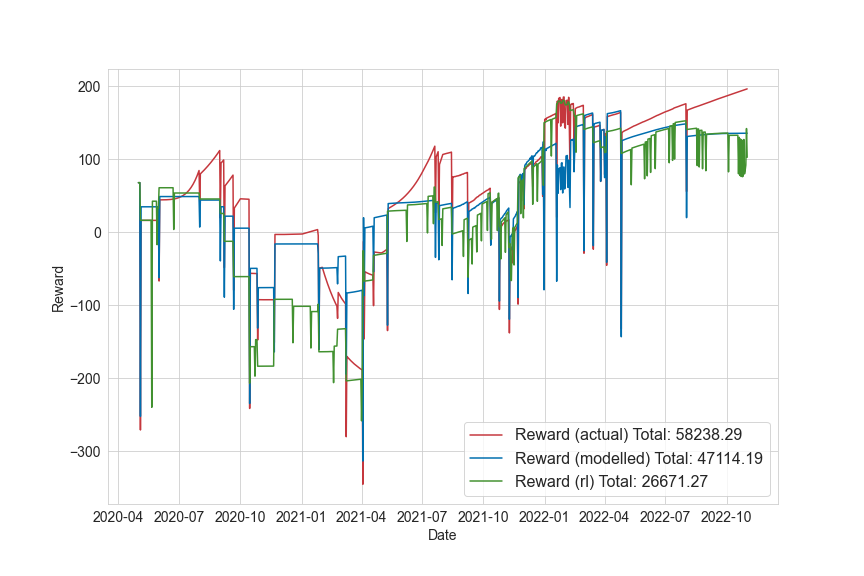 200
100
0
−100
−200
−300
Reward
Reward (actual) Total: 58238.29
Reward (modelled) Total: 47114.19
Reward (rl) Total: 26671.27
2020-04 2020-07 2020-10 2021-01 2021-04 2021-07 2021-10 2022-01 2022-04 2022-07 2022-10
Date